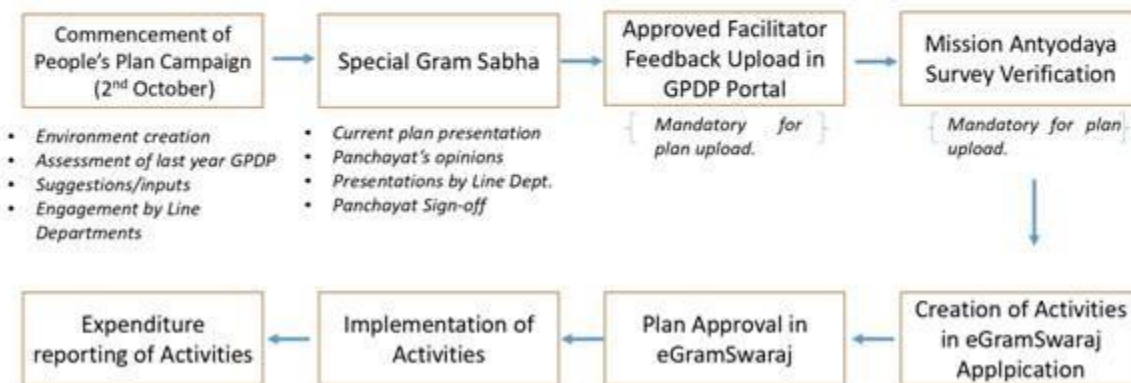 Commencement of
People's Plan Campaign
(2nd October)
Special Gram Sabha
Approved Facilitator
Feedback Upload in
GPDP Portal
Mission Antyodaya
Survey Verification
• Environment creation
• Assessment of last year GPDP
• Suggestions/inputs
• Engagement by Line
Departments
• Current plan presentation
• Panchayat's opinions
• Presentations by Line Dept.
• Panchayat Sign-off
Mandatory for
plan upload.
Mandatory for plan
upload.
Expenditure
reporting of Activities
Implementation of
Activities
Plan Approval in
eGramSwaraj
Creation of Activities
in eGramSwaraj
Applpication